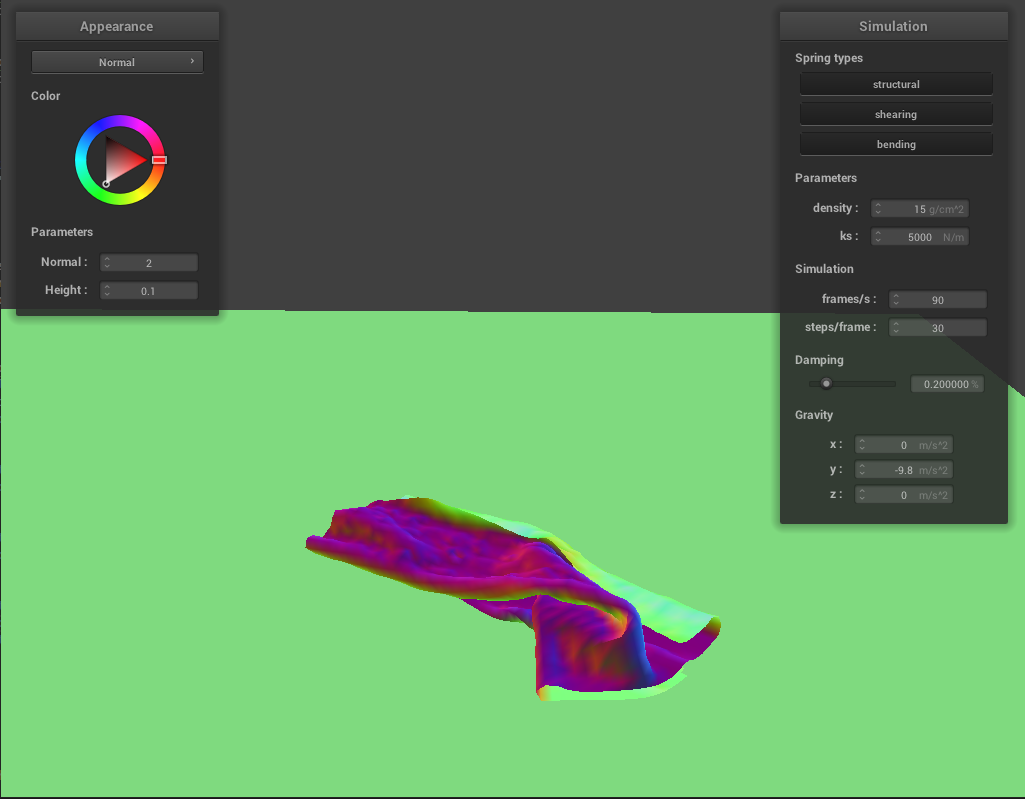 Appearance
Normal
Color
Parameters
Normal : 2
Height : 0.1
Simulation
Spring types
structural
shearing
bending
Parameters
density : 15 g/cm^2
ks : 5000 N/m
Simulation
frames/s : 90
steps/frame : 30
Damping
0.200000 %
Gravity
x : 0 m/s^2
y : -9.8 m/s^2
z : 0 m/s^2